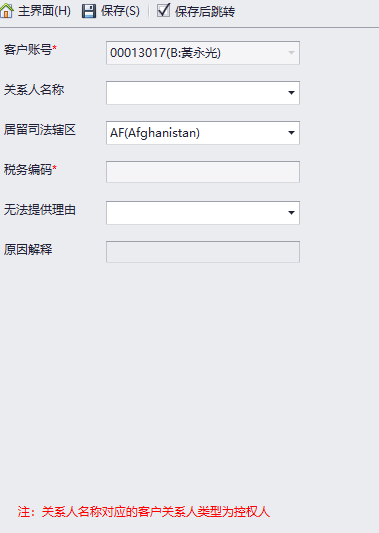 主界面(H) 保存(S) 保存后跳转
客户账号* 00013017(B:黄永光)
关系人名称
居留司法辖区 AF(Afghanistan)
税务编码*
无法提供理由
原因解释
注：关系人名称对应的客户关系人类型为控权人